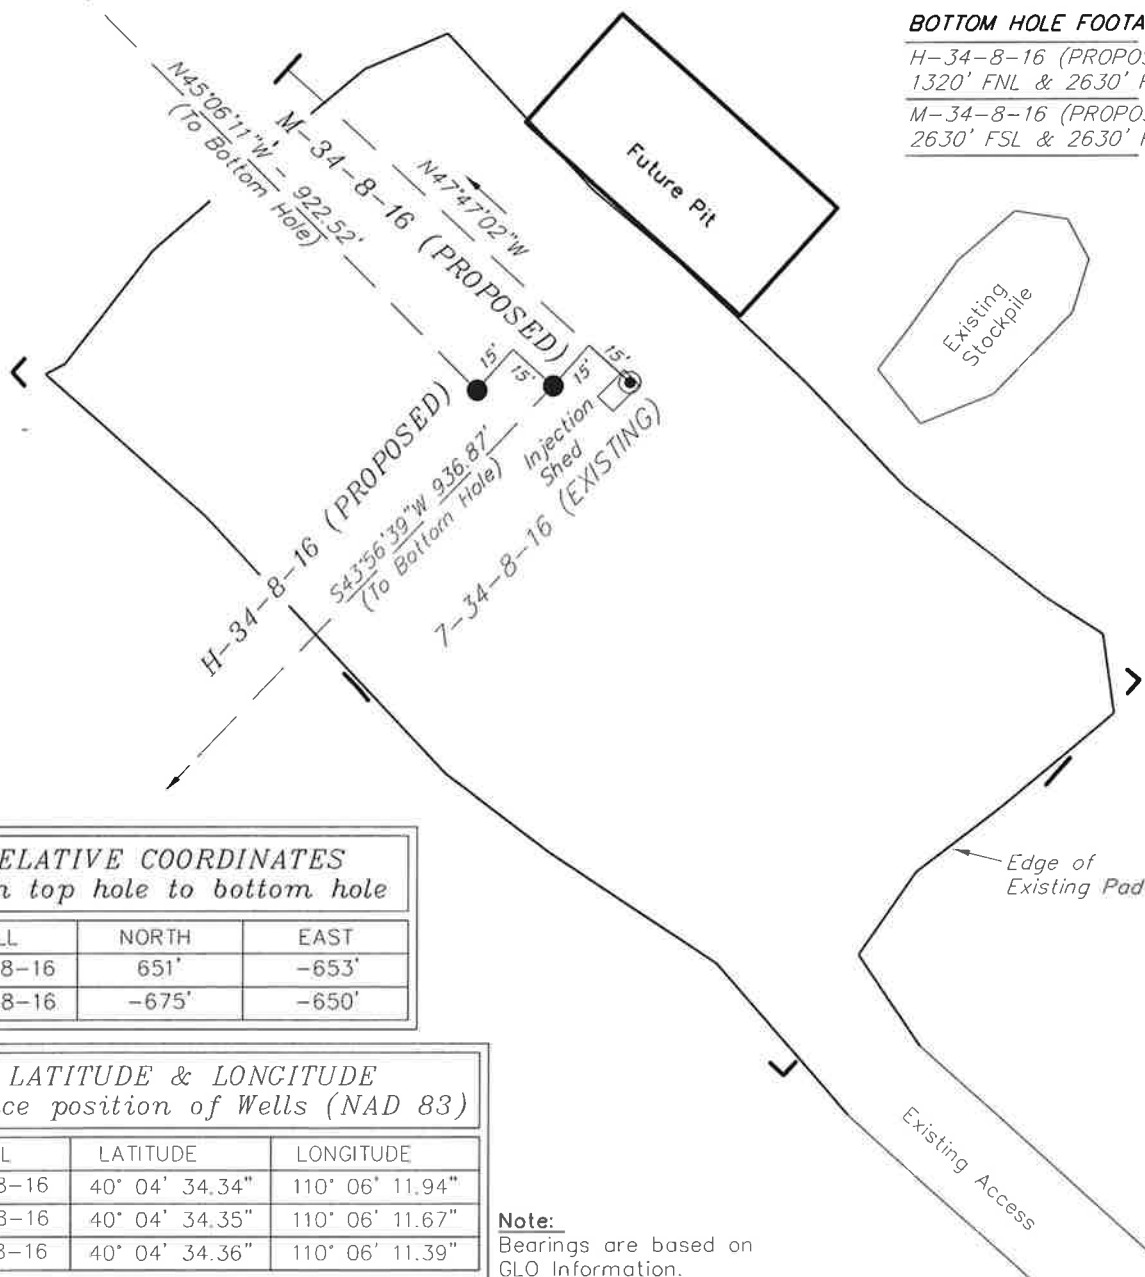 BOTTOM HOLE FOOTA
H-34-8-16 (PROPOS
1320' FNL & 2630' F
M-34-8-16 (PROPOS
2630' FSL & 2630' F
N45°06'11"W - 922.52'
(To Bottom Hole)
M-34-8-16 (PROPOSED)
N47°47'02"W
Future Pit
Existing
Stockpile
15'
15'
15'
15'
H-34-8-16 (PROPOSED)
S43°56'39"W 936.87'
(To Bottom Hole)
Injection
Shed
7-34-8-16 (EXISTING)
Edge of
Existing Pad
ELATIVE COORDINATES
top hole to bottom hole
LL NORTH EAST
8-16 651' -653'
8-16 -675' -650'
LATITUDE & LONGITUDE
ce position of Wells (NAD 83)
L LATITUDE LONGITUDE
8-16 40° 04' 34.34" 110° 06' 11.94"
8-16 40° 04' 34.35" 110° 06' 11.67"
8-16 40° 04' 34.36" 110° 06' 11.39"
Note:
Bearings are based on
GLO Information.
Existing Access